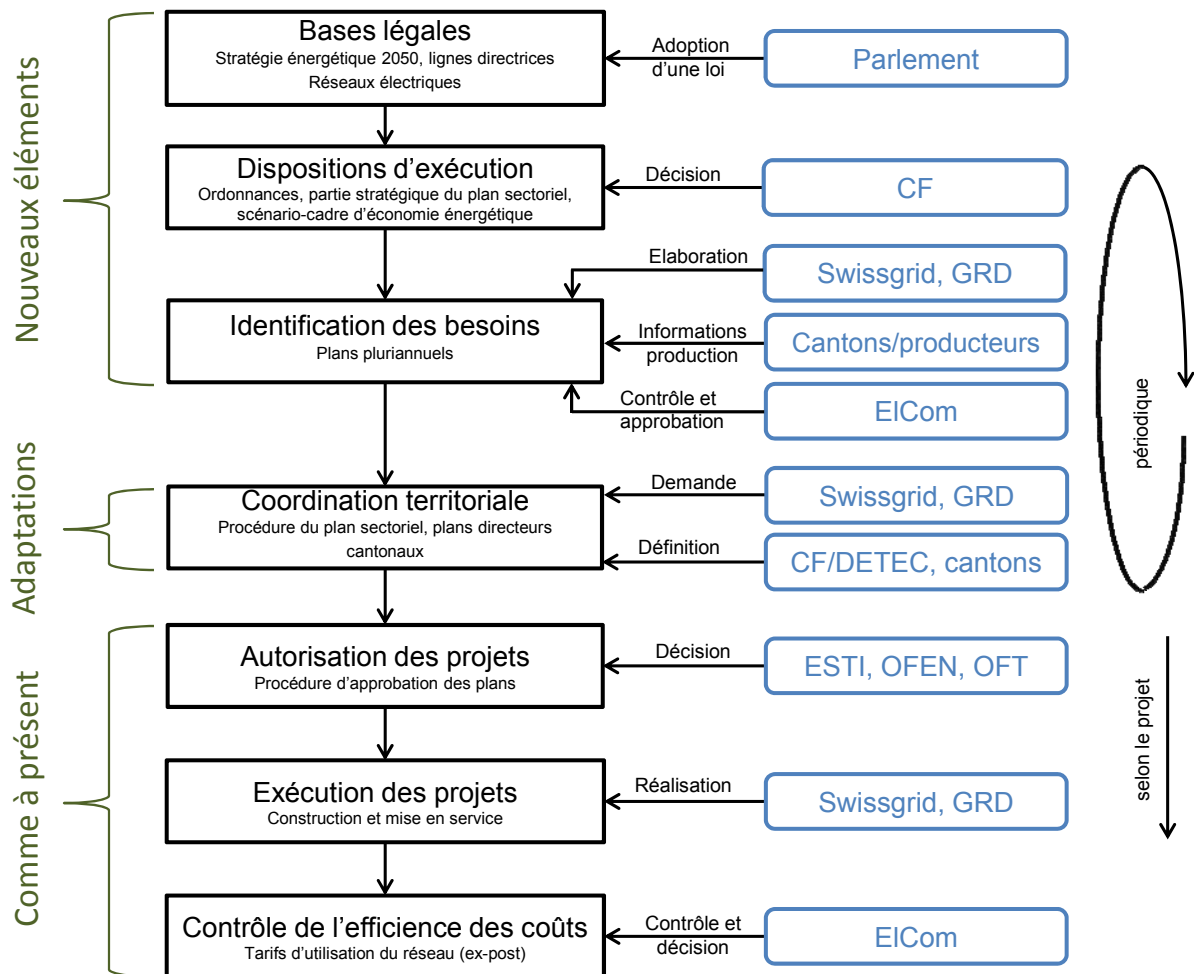 Nouveaux éléments
Bases légales
Stratégie énergétique 2050, lignes directrices
Réseaux électriques
Adoption
d'une loi
Parlement
Dispositions d'exécution
Ordonnances, partie stratégique du plan sectoriel,
scénario-cadre d'économie énergétique
Décision
CF
Identification des besoins
Plans pluriannuels
Elaboration
Swissgrid, GRD
Informations
production
Cantons/producteurs
Contrôle et
approbation
ElCom
périodique
Adaptations
Coordination territoriale
Procédure du plan sectoriel, plans directeurs
cantonaux
Demande
Swissgrid, GRD
Définition
CF/DETEC, cantons
Comme à présent
Autorisation des projets
Procédure d'approbation des plans
Décision
ESTI, OFEN, OFT
selon le projet
Exécution des projets
Construction et mise en service
Réalisation
Swissgrid, GRD
Contrôle de l'efficience des coûts
Tarifs d'utilisation du réseau (ex-post)
Contrôle et
décision
ElCom